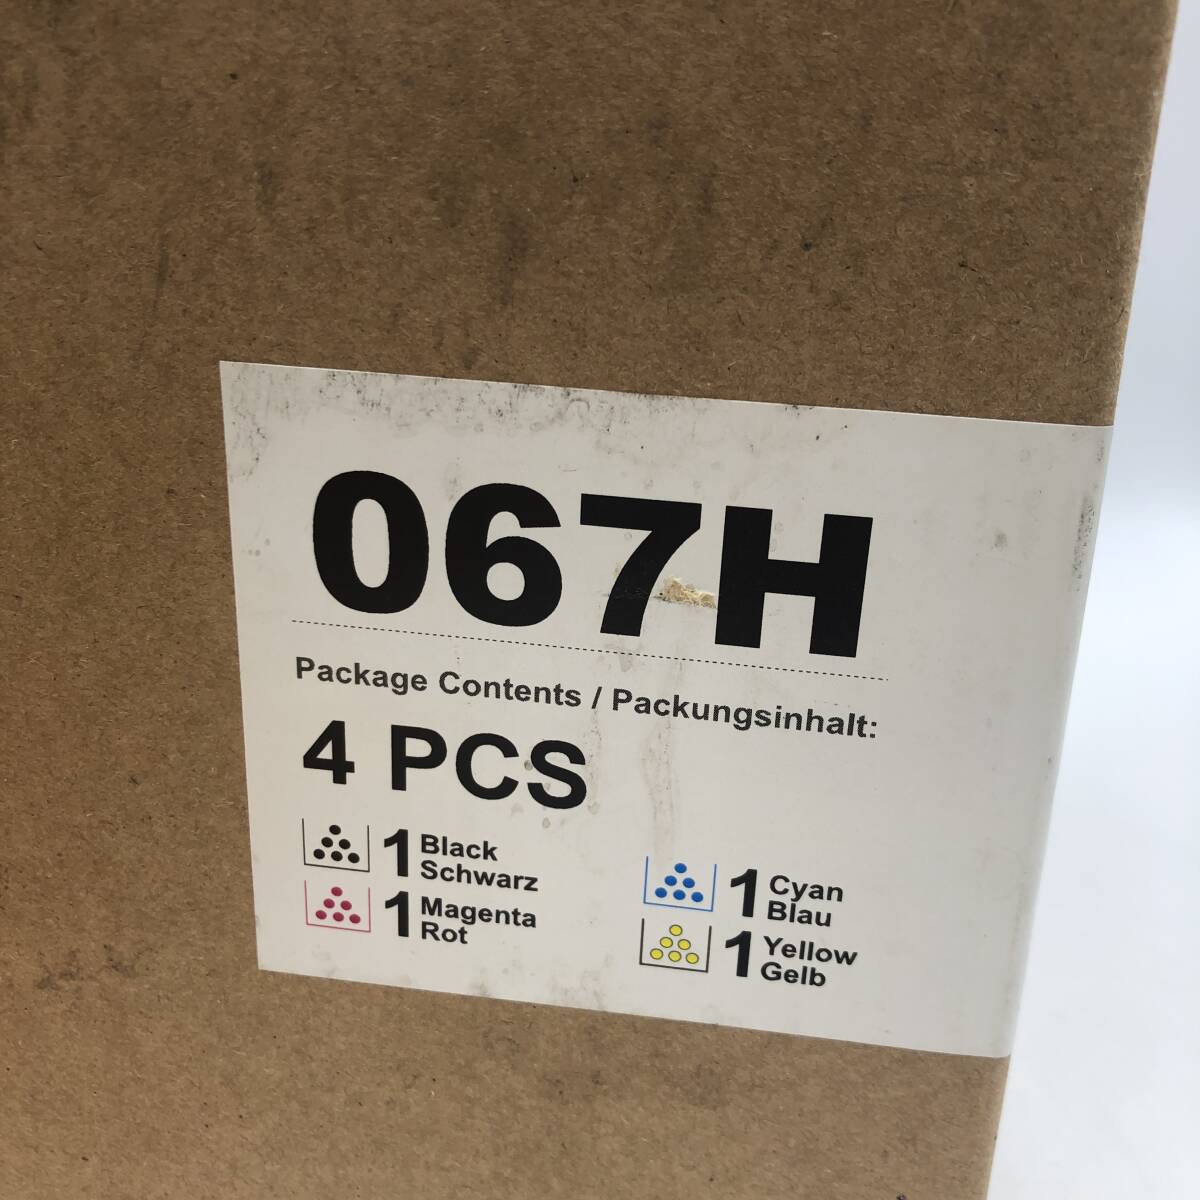 067H
Package Contents / Packungsinhalt:
4 PCS
1 Black
Schwarz
1 Magenta
Rot
1 Cyan
Blau
1 Yellow
Gelb